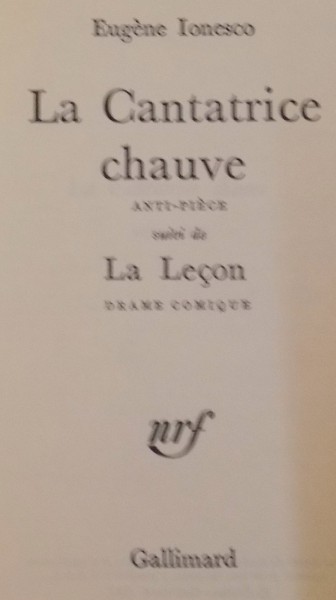 Eugène Ionesco
La Cantatrice
chauve
ANTI-PIÈCE
suivi de
La Leçon
DRAME COMIQUE
nrf
Gallimard